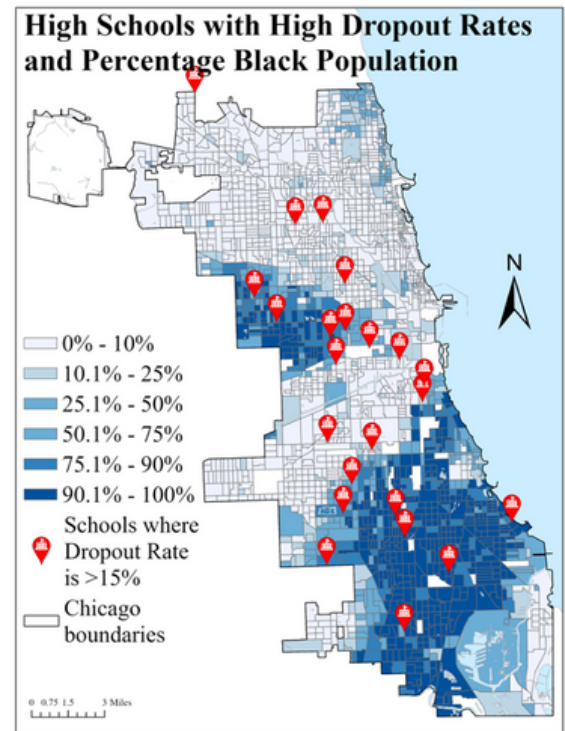 High Schools with High Dropout Rates
and Percentage Black Population
N
0% - 10%
10.1% - 25%
25.1% - 50%
50.1% - 75%
75.1% - 90%
90.1% - 100%
Schools where
Dropout Rate
is >15%
Chicago
boundaries
0 0.75 1.5 3 Miles